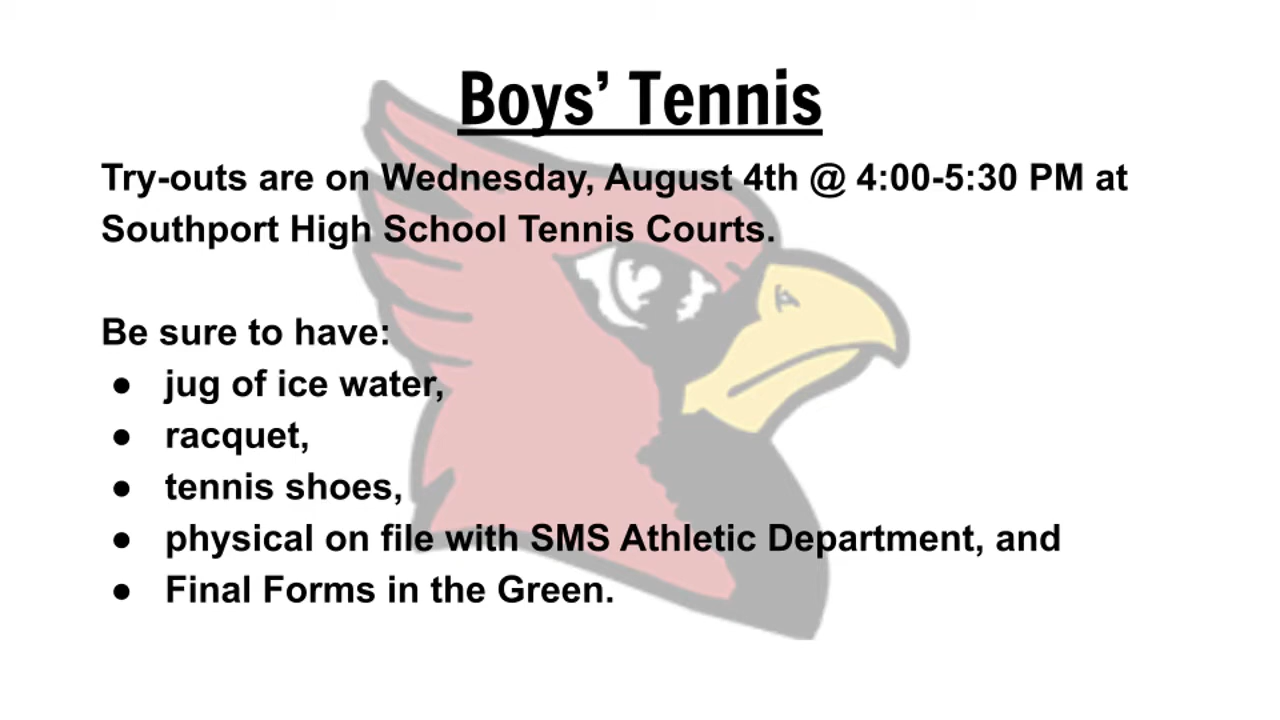 Boys’ Tennis
Try-outs are on Wednesday, August 4th @ 4:00-5:30 PM at
Southport High School Tennis Courts.
Be sure to have:
● jug of ice water,
● racquet,
● tennis shoes,
● physical on file with SMS Athletic Department, and
● Final Forms in the Green.